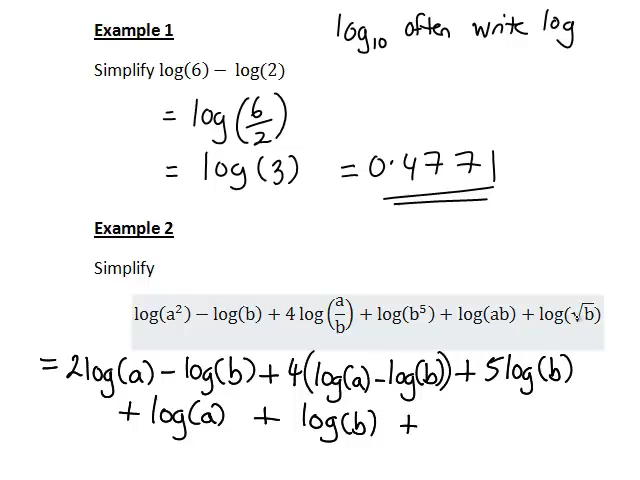 Example 1
log₁₀ often write log
Simplify log(6) − log(2)
= log(6/2)
= log(3) = 0.4771
Example 2
Simplify
log(a²) − log(b) + 4 log(a/b) + log(b⁵) + log(ab) + log(√b)
= 2log(a) − log(b) + 4(log(a) − log(b)) + 5log(b)
+ log(a) + log(b) +